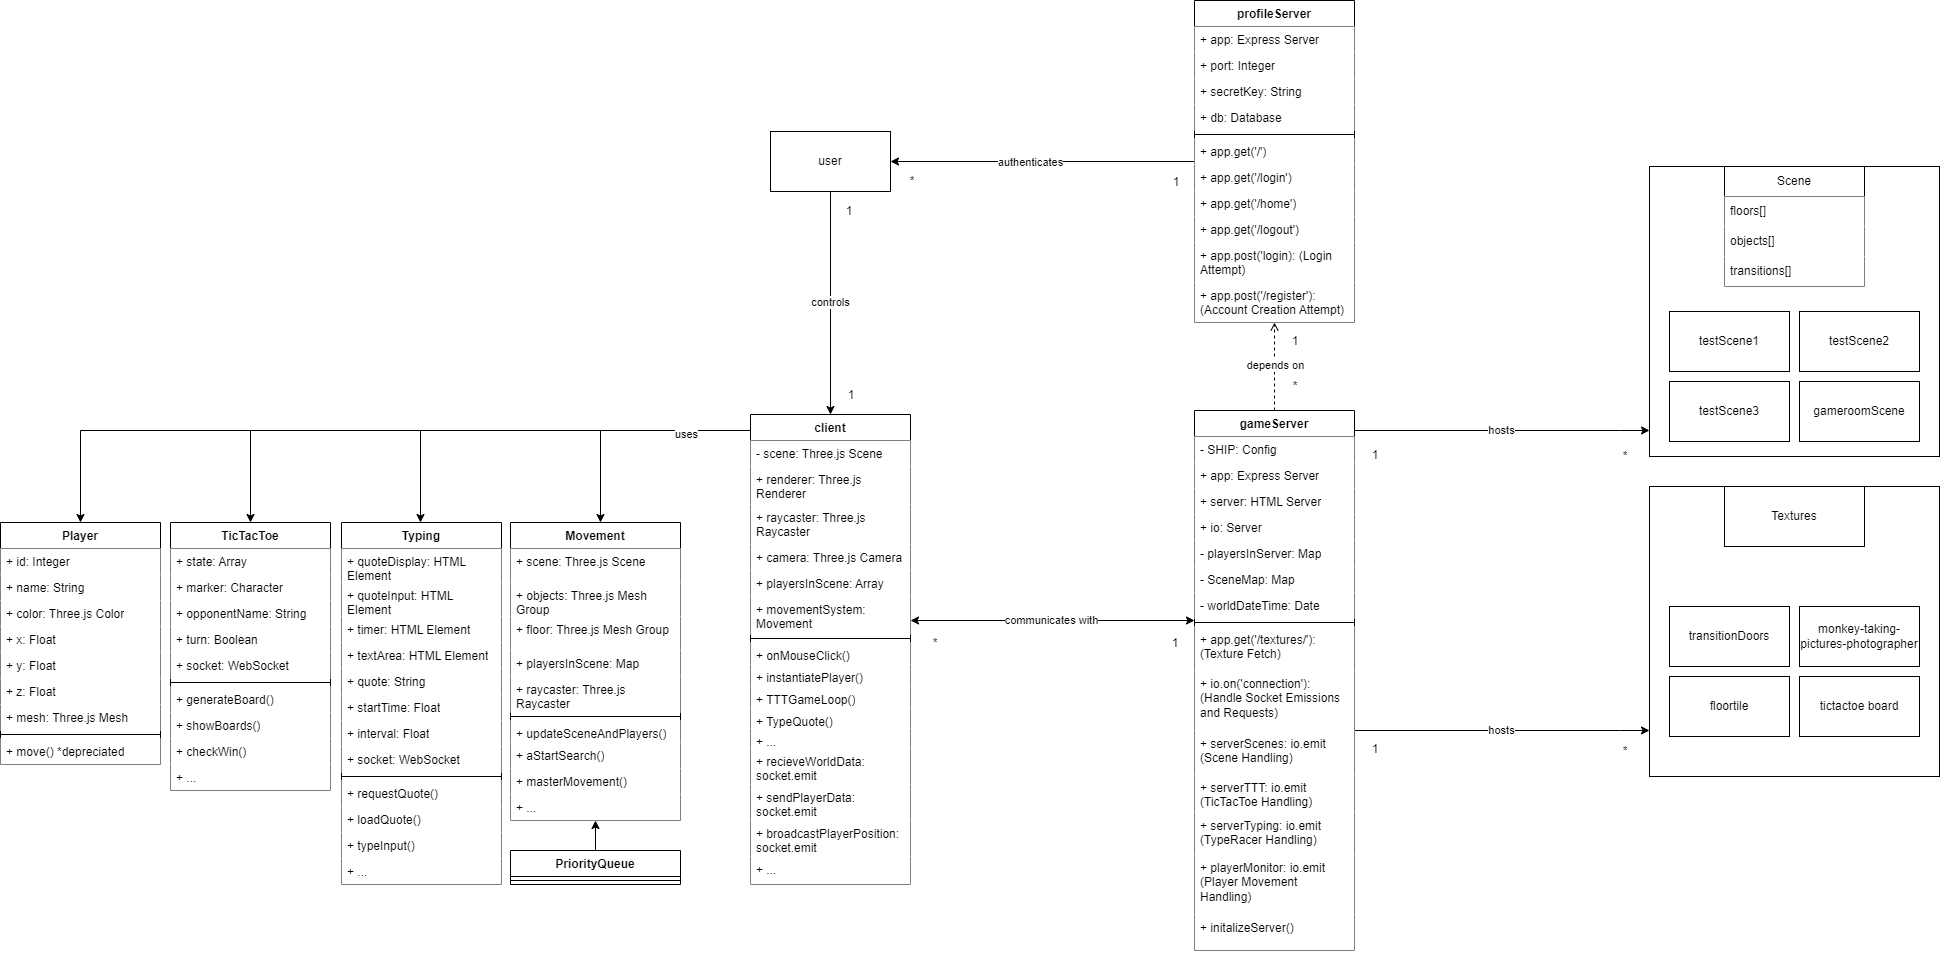 profileServer
+ app: Express Server
+ port: Integer
+ secretKey: String
+ db: Database
+ app.get('/')
+ app.get('/login')
+ app.get('/home')
+ app.get('/logout')
+ app.post('login): (Login
Attempt)
+ app.post('/register'):
(Account Creation Attempt)
user
authenticates
*
1
1
controls
1
1
depends on
*
Scene
floors[]
objects[]
transitions[]
testScene1
testScene2
testScene3
gameroomScene
uses
client
- scene: Three.js Scene
+ renderer: Three.js
Renderer
+ raycaster: Three.js
Raycaster
+ camera: Three.js Camera
+ playersInScene: Array
+ movementSystem:
Movement
+ onMouseClick()
+ instantiatePlayer()
+ TTTGameLoop()
+ TypeQuote()
+ ...
+ recieveWorldData:
socket.emit
+ sendPlayerData:
socket.emit
+ broadcastPlayerPosition:
socket.emit
+ ...
communicates with
*
1
gameServer
- SHIP: Config
+ app: Express Server
+ server: HTML Server
+ io: Server
- playersInServer: Map
- SceneMap: Map
- worldDateTime: Date
+ app.get('/textures/'):
(Texture Fetch)
+ io.on('connection'):
(Handle Socket Emissions
and Requests)
+ serverScenes: io.emit
(Scene Handling)
+ serverTTT: io.emit
(TicTacToe Handling)
+ serverTyping: io.emit
(TypeRacer Handling)
+ playerMonitor: io.emit
(Player Movement
Handling)
+ initalizeServer()
hosts
1
*
Textures
transitionDoors
monkey-taking-
pictures-photographer
floortile
tictactoe board
hosts
1
*
Player
+ id: Integer
+ name: String
+ color: Three.js Color
+ x: Float
+ y: Float
+ z: Float
+ mesh: Three.js Mesh
+ move() *depreciated
TicTacToe
+ state: Array
+ marker: Character
+ opponentName: String
+ turn: Boolean
+ socket: WebSocket
+ generateBoard()
+ showBoards()
+ checkWin()
+ ...
Typing
+ quoteDisplay: HTML
Element
+ quoteInput: HTML
Element
+ timer: HTML Element
+ textArea: HTML Element
+ quote: String
+ startTime: Float
+ interval: Float
+ socket: WebSocket
+ requestQuote()
+ loadQuote()
+ typeInput()
+ ...
Movement
+ scene: Three.js Scene
+ objects: Three.js Mesh
Group
+ floor: Three.js Mesh Group
+ playersInScene: Map
+ raycaster: Three.js
Raycaster
+ updateSceneAndPlayers()
+ aStartSearch()
+ masterMovement()
+ ...
PriorityQueue